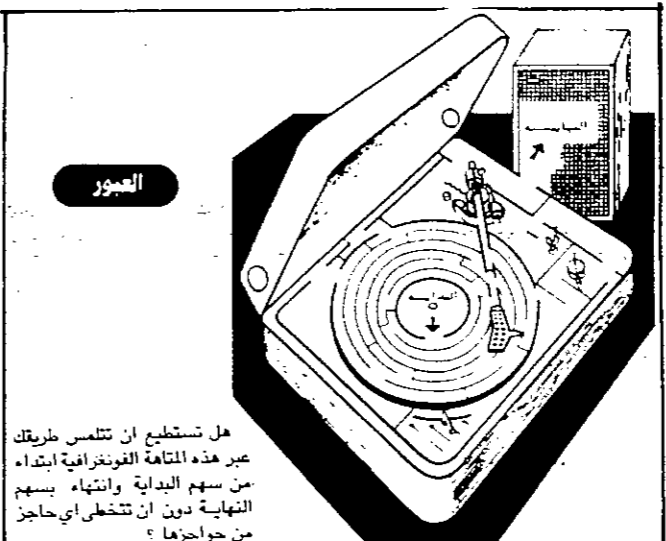 العبور
النهاية
البداية
هل تستطيع ان تتلمس طريقك
عبر هذه المتاهة الفونغرافية ابتداء
من سهم البداية وانتهاء بسهم
النهاية دون ان تتخطى اي حاجز
من حواجزها ؟